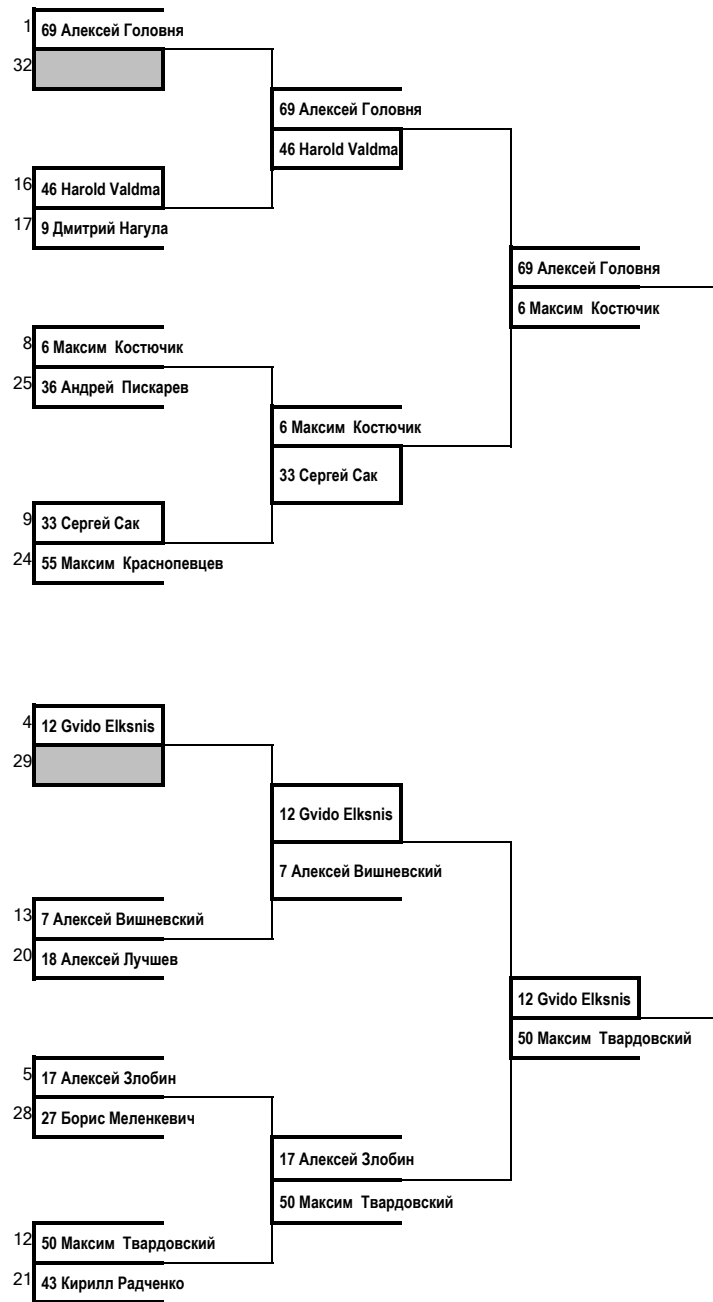 1 69 Алексей Головня
32
69 Алексей Головня
46 Harold Valdma
16 46 Harold Valdma
17 9 Дмитрий Нагула
69 Алексей Головня
6 Максим Костючик
8 6 Максим Костючик
25 36 Андрей Пискарев
6 Максим Костючик
33 Сергей Сак
9 33 Сергей Сак
24 55 Максим Краснопевцев
4 12 Gvido Elksnis
29
12 Gvido Elksnis
7 Алексей Вишневский
13 7 Алексей Вишневский
20 18 Алексей Лучшев
12 Gvido Elksnis
50 Максим Твардовский
5 17 Алексей Злобин
28 27 Борис Меленкевич
17 Алексей Злобин
50 Максим Твардовский
12 50 Максим Твардовский
21 43 Кирилл Радченко